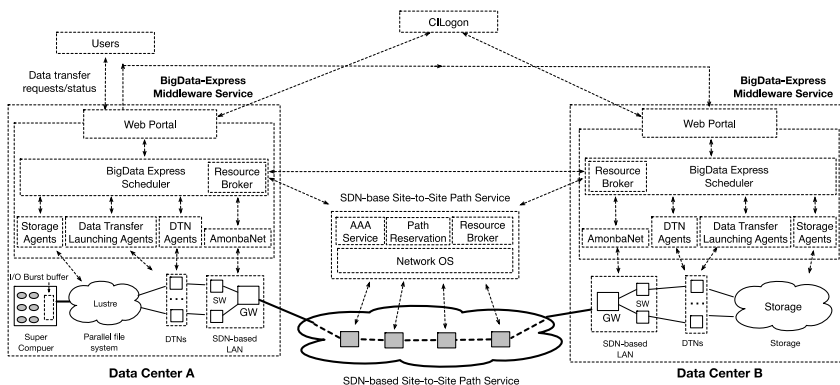 CILogon
Users
Data transfer
requests/status
BigData-Express
Middleware Service
BigData-Express
Middleware Service
Web Portal
Web Portal
BigData Express
Scheduler
Resource
Broker
Resource
Broker
BigData Express
Scheduler
SDN-base Site-to-Site Path Service
AAA
Service
Path
Reservation
Resource
Broker
Network OS
Storage
Agents
Data Transfer
Launching Agents
DTN
Agents
AmonbaNet
AmonbaNet
DTN
Agents
Data Transfer
Launching Agents
Storage
Agents
I/O Burst buffer
Lustre
SW
GW
GW
SW
Storage
Super
Compuer
Parallel file
system
DTNs
SDN-based
LAN
SDN-based
LAN
DTNs
Storage
Data Center A
SDN-based Site-to-Site Path Service
Data Center B